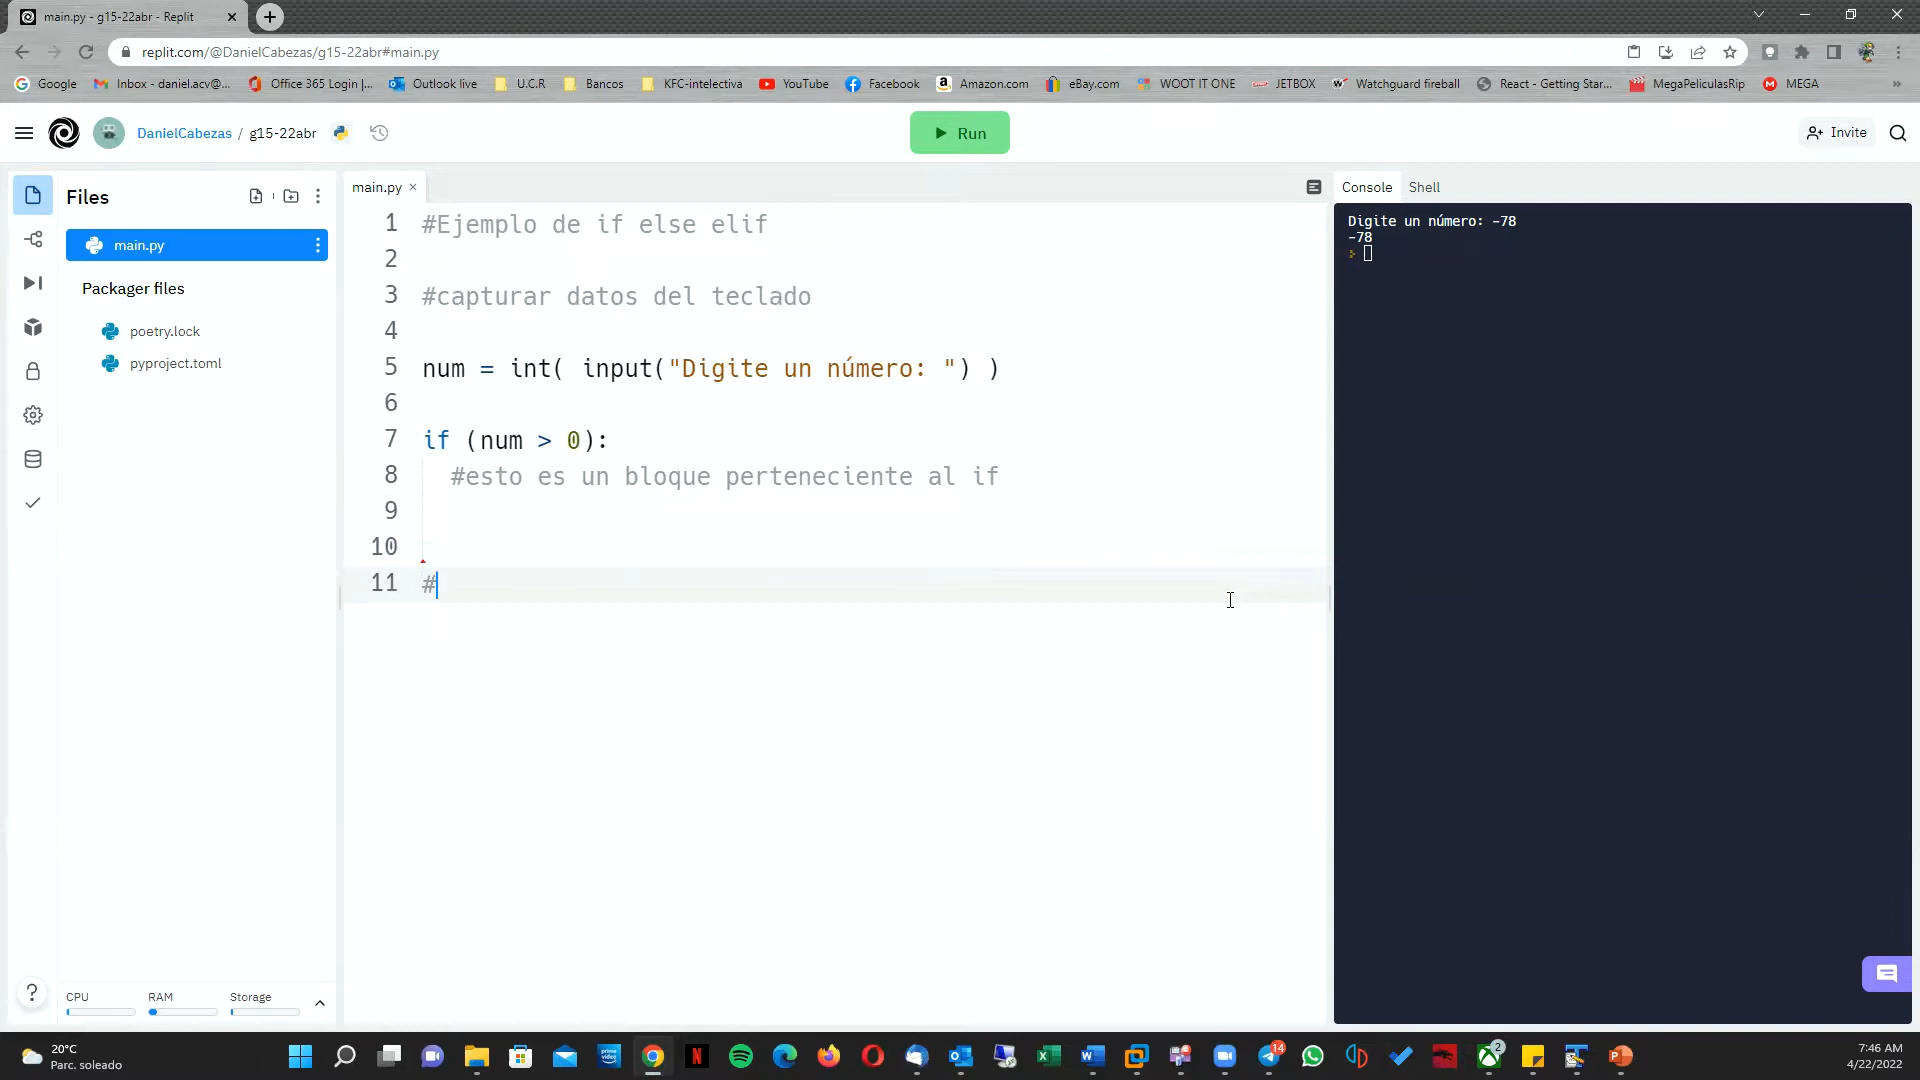 main.py - g15-22abr - Replit
replit.com/@DanielCabezas/g15-22abr#main.py
Google
Inbox - daniel.acv@...
Office 365 Login |...
Outlook live
U.C.R
Bancos
KFC-intelectiva
YouTube
Facebook
Amazon.com
eBay.com
WOOT IT ONE
JETBOX
Watchguard fireball
React - Getting Star...
MegaPeliculasRip
MEGA
DanielCabezas / g15-22abr
Run
Invite
Files
main.py
Packager files
poetry.lock
pyproject.toml
CPU
RAM
Storage
main.py
1 #Ejemplo de if else elif
2
3 #capturar datos del teclado
4
5 num = int( input("Digite un número: ") )
6
7 if (num > 0):
8 #esto es un bloque perteneciente al if
9
10
11 #
Console
Shell
Digite un número: -78
-78
20°C
Parc. soleado
prime video
14
2
7:46 AM
4/22/2022